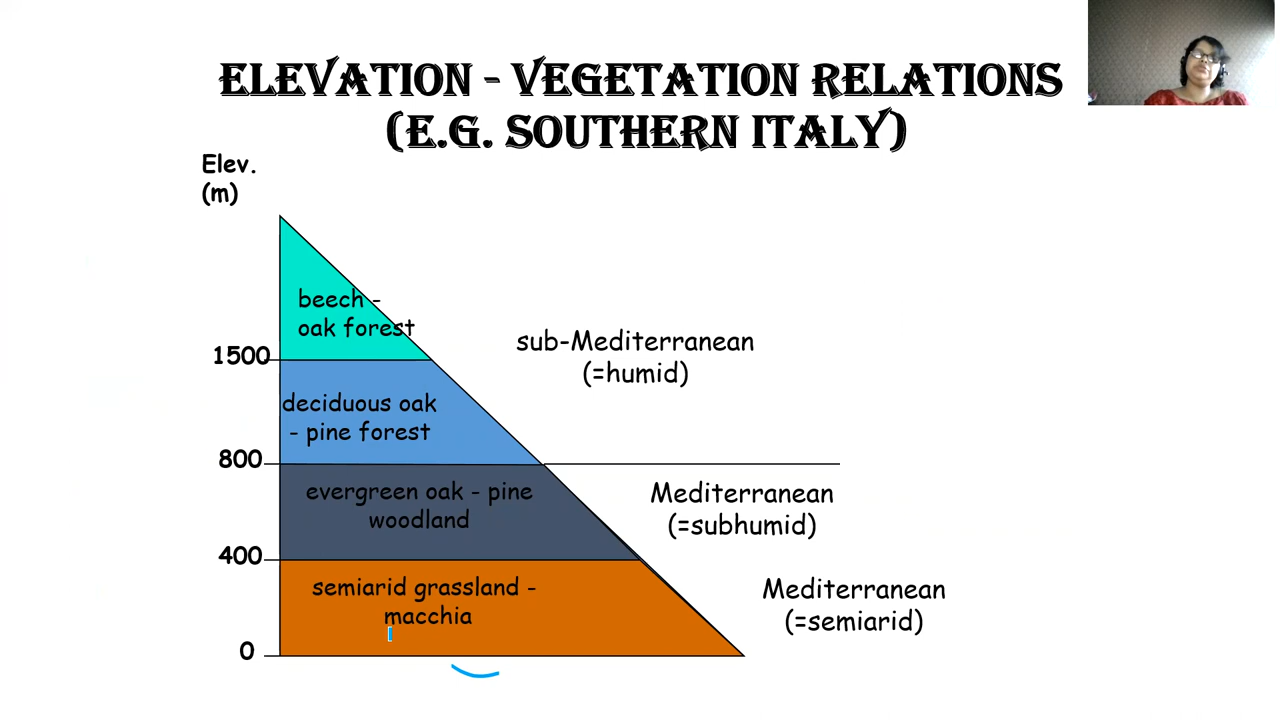 ELEVATION - VEGETATION RELATIONS
(E.G. SOUTHERN ITALY)
Elev.
(m)
beech -
oak forest
1500
sub-Mediterranean
(=humid)
deciduous oak
- pine forest
800
evergreen oak - pine
woodland
Mediterranean
(=subhumid)
400
semiarid grassland -
macchia
Mediterranean
(=semiarid)
0